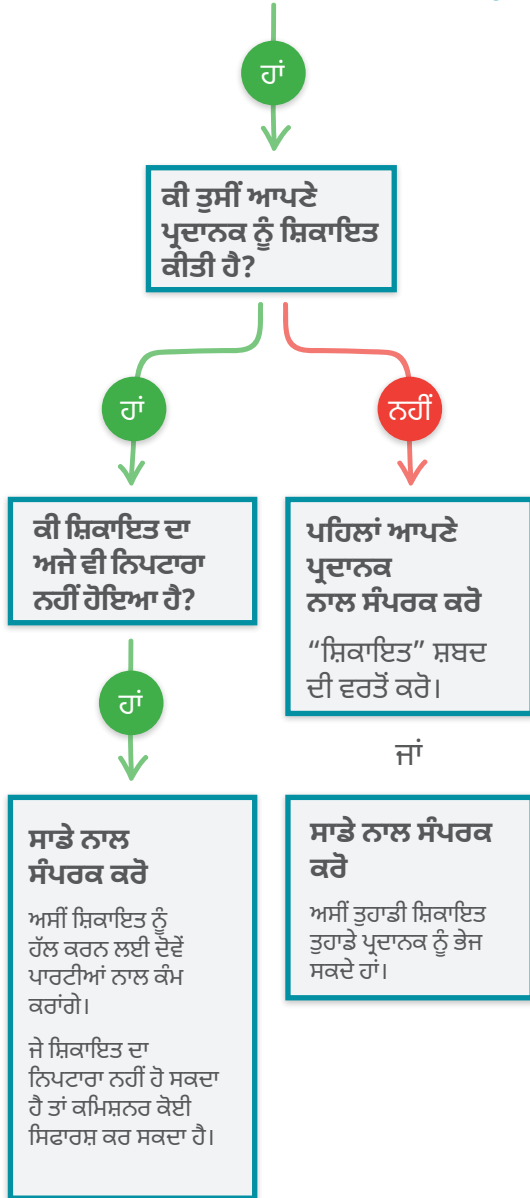 ਹਾਂ
ਕੀ ਤੁਸੀਂ ਆਪਣੇ
ਪ੍ਰਦਾਨਕ ਨੂੰ ਸ਼ਿਕਾਇਤ
ਕੀਤੀ ਹੈ?
ਹਾਂ
ਨਹੀਂ
ਕੀ ਸ਼ਿਕਾਇਤ ਦਾ
ਅਜੇ ਵੀ ਨਿਪਟਾਰਾ
ਨਹੀਂ ਹੋਇਆ ਹੈ?
ਪਹਿਲਾਂ ਆਪਣੇ
ਪ੍ਰਦਾਨਕ
ਨਾਲ ਸੰਪਰਕ ਕਰੋ
“ਸ਼ਿਕਾਇਤ” ਸ਼ਬਦ
ਦੀ ਵਰਤੋਂ ਕਰੋ।
ਹਾਂ
ਜਾਂ
ਸਾਡੇ ਨਾਲ
ਸੰਪਰਕ ਕਰੋ
ਅਸੀਂ ਸ਼ਿਕਾਇਤ ਨੂੰ
ਹੱਲ ਕਰਨ ਲਈ ਦੋਵੇਂ
ਪਾਰਟੀਆਂ ਨਾਲ ਕੰਮ
ਕਰਾਂਗੇ।
ਜੇ ਸ਼ਿਕਾਇਤ ਦਾ
ਨਿਪਟਾਰਾ ਨਹੀਂ ਹੋ ਸਕਦਾ
ਹੈ ਤਾਂ ਕਮਿਸ਼ਨਰ ਕੋਈ
ਸਿਫਾਰਸ਼ ਕਰ ਸਕਦਾ ਹੈ।
ਸਾਡੇ ਨਾਲ ਸੰਪਰਕ
ਕਰੋ
ਅਸੀਂ ਤੁਹਾਡੀ ਸ਼ਿਕਾਇਤ
ਤੁਹਾਡੇ ਪ੍ਰਦਾਨਕ ਨੂੰ ਭੇਜ
ਸਕਦੇ ਹਾਂ।